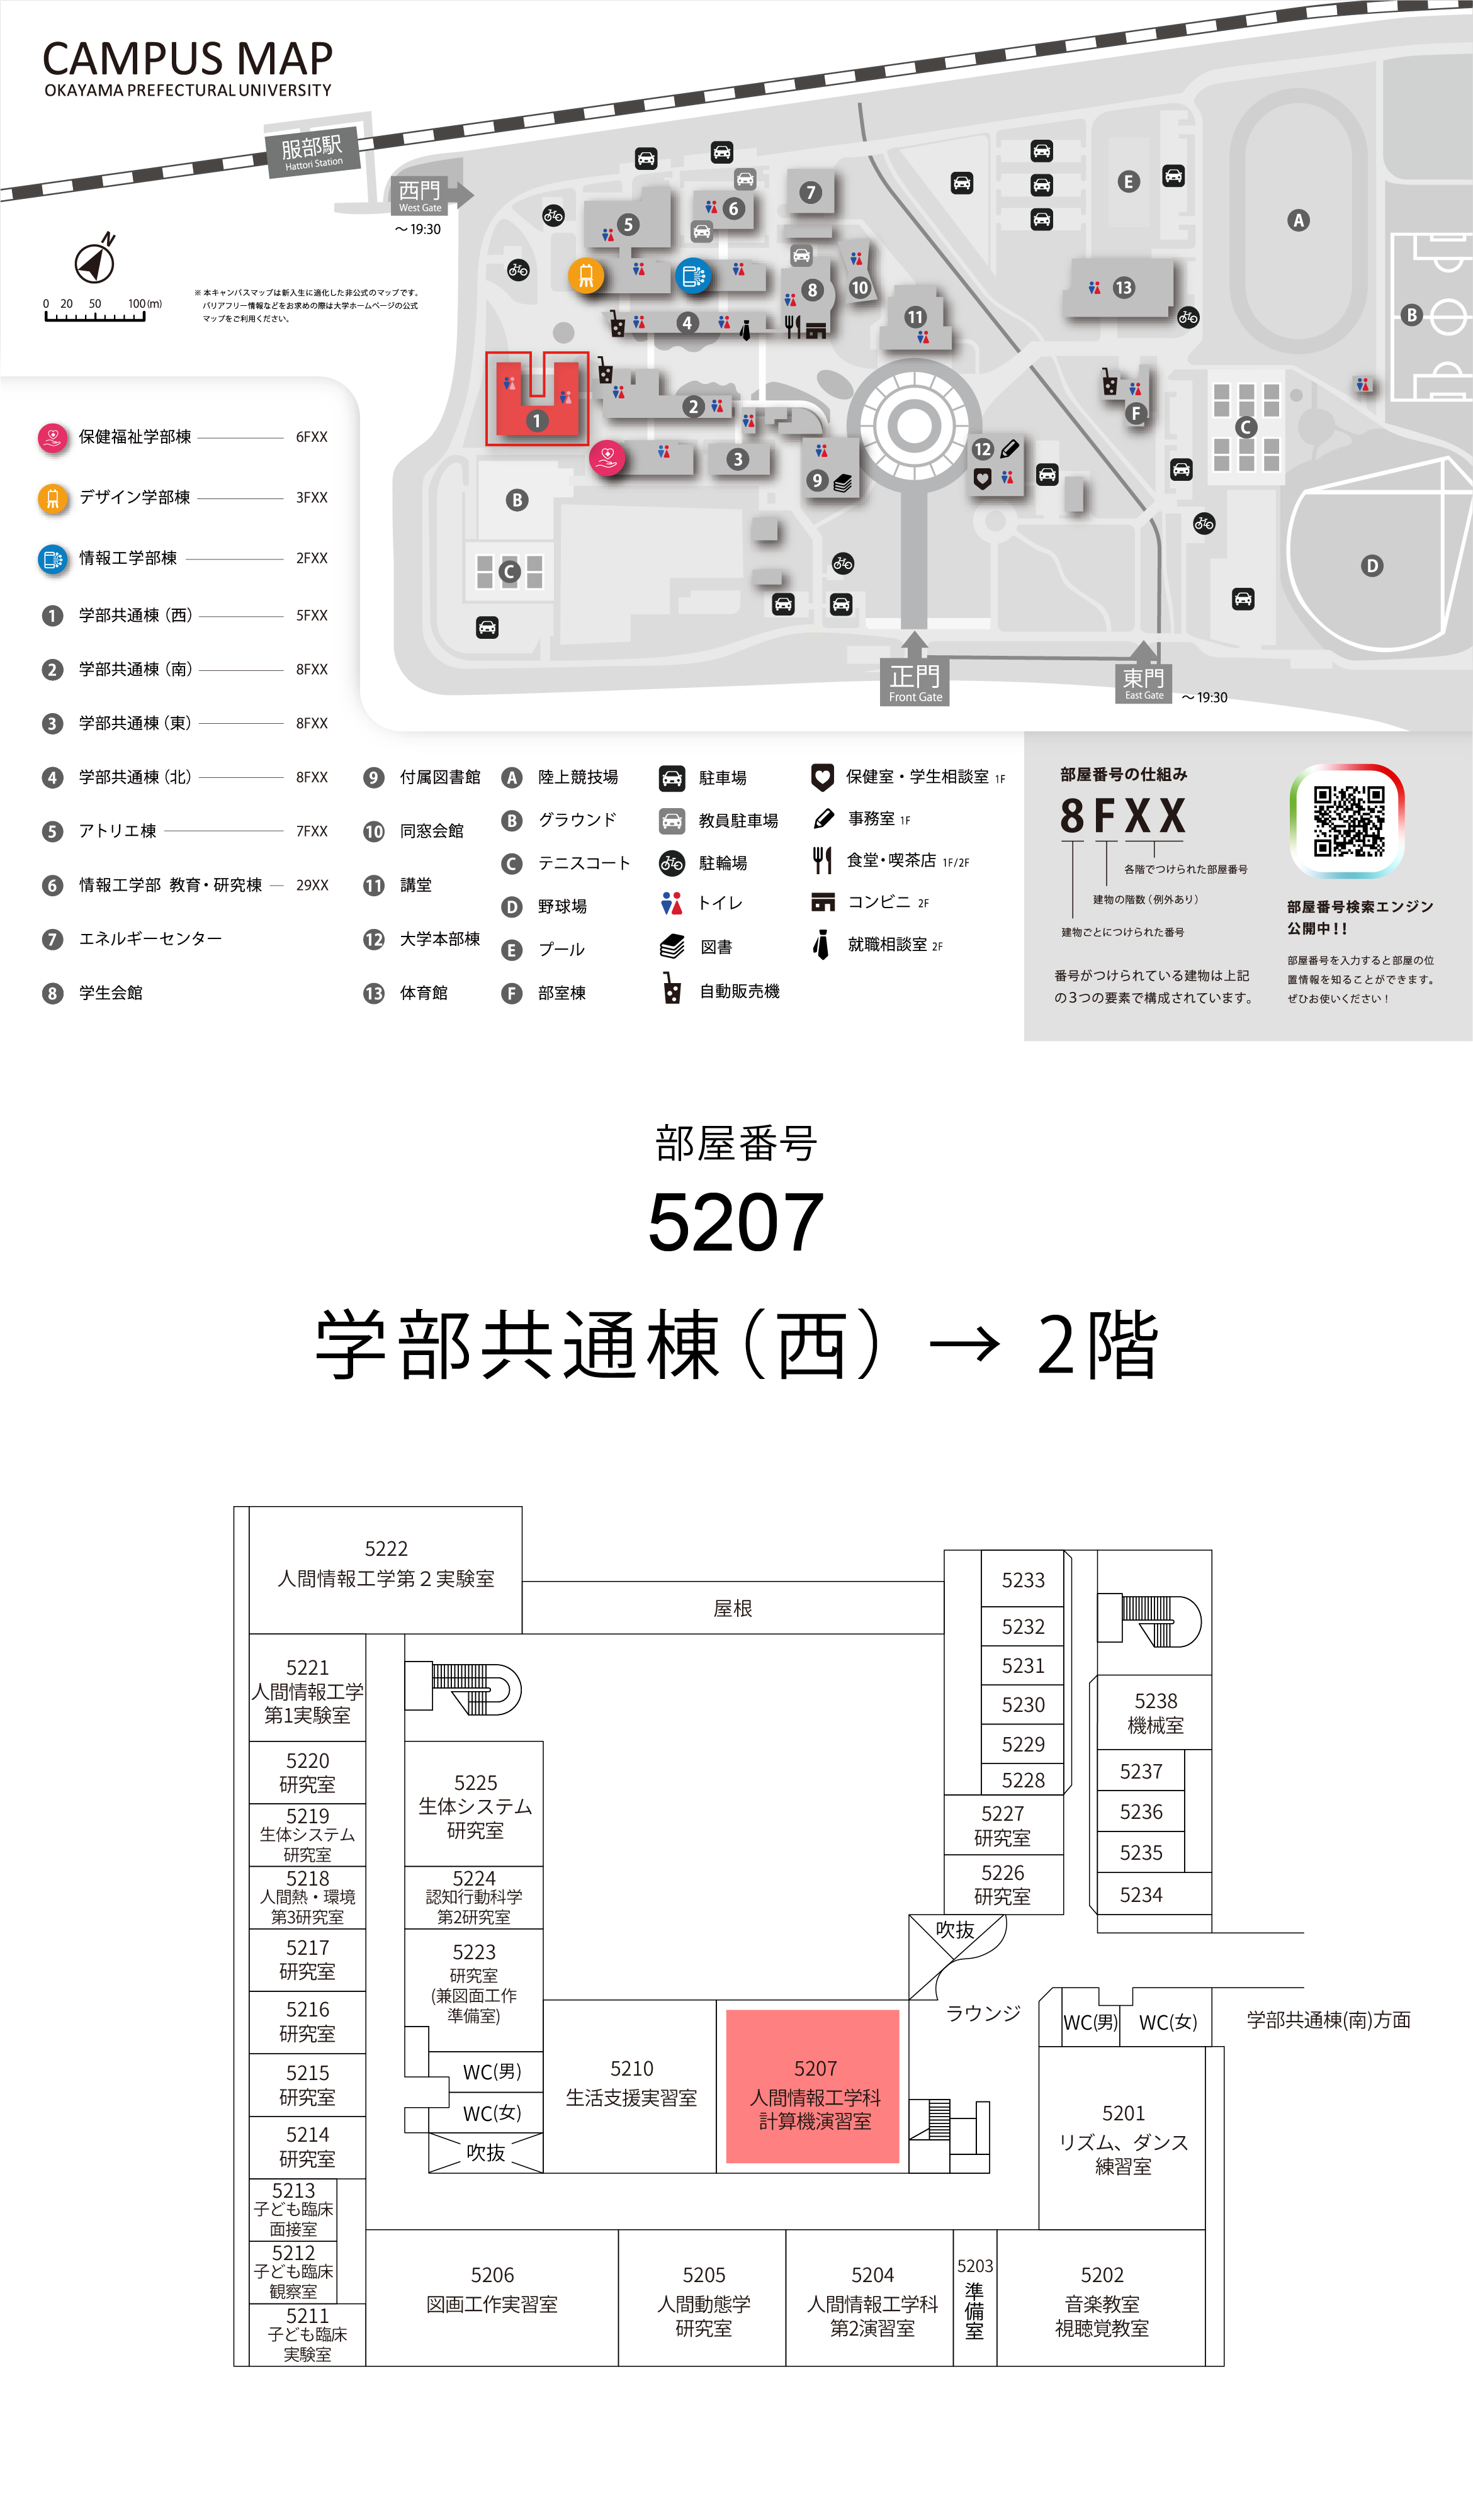 CAMPUS MAP
OKAYAMA PREFECTURAL UNIVERSITY
服部駅
Hattori Station
西門
West Gate
～19:30
N
0 20 50 100(m)
※ 本キャンパスマップは新入生に適化した非公式のマップです。
バリアフリー情報などをお求めの際は大学ホームページの公式
マップをご利用ください。
5
6
7
8
10
4
11
13
1
2
3
9
12
A
B
C
D
E
F
B
C
正門
Front Gate
東門
East Gate
～19:30
保健福祉学部棟 6FXX
デザイン学部棟 3FXX
情報工学部棟 2FXX
1 学部共通棟（西） 5FXX
2 学部共通棟（南） 8FXX
3 学部共通棟（東） 8FXX
4 学部共通棟（北） 8FXX
5 アトリエ棟 7FXX
6 情報工学部 教育・研究棟 29XX
7 エネルギーセンター
8 学生会館
9 付属図書館
10 同窓会館
11 講堂
12 大学本部棟
13 体育館
A 陸上競技場
B グラウンド
C テニスコート
D 野球場
E プール
F 部室棟
駐車場
教員駐車場
駐輪場
トイレ
図書
自動販売機
保健室・学生相談室 1F
事務室 1F
食堂・喫茶店 1F/2F
コンビニ 2F
就職相談室 2F
部屋番号の仕組み
8FXX
各階でつけられた部屋番号
建物の階数（例外あり）
建物ごとにつけられた番号
番号がつけられている建物は上記
の３つの要素で構成されています。
部屋番号検索エンジン
公開中！！
部屋番号を入力すると部屋の位
置情報を知ることができます。
ぜひお使いください！
部屋番号
5207
学部共通棟（西）→ 2階
5222
人間情報工学第２実験室
屋根
5221
人間情報工学
第1実験室
5220
研究室
5219
生体システム
研究室
5218
人間熱・環境
第3研究室
5217
研究室
5216
研究室
5215
研究室
5214
研究室
5213
子ども臨床
面接室
5212
子ども臨床
観察室
5211
子ども臨床
実験室
5225
生体システム
研究室
5224
認知行動科学
第2研究室
5223
研究室
(兼図面工作
準備室)
WC(男)
WC(女)
吹抜
5210
生活支援実習室
5207
人間情報工学科
計算機演習室
5233
5232
5231
5230
5229
5228
5227
研究室
5226
研究室
吹抜
ラウンジ
5238
機械室
5237
5236
5235
5234
WC(男)
WC(女)
学部共通棟(南)方面
5201
リズム、ダンス
練習室
5206
図画工作実習室
5205
人間動態学
研究室
5204
人間情報工学科
第2演習室
5203
準備室
5202
音楽教室
視聴覚教室